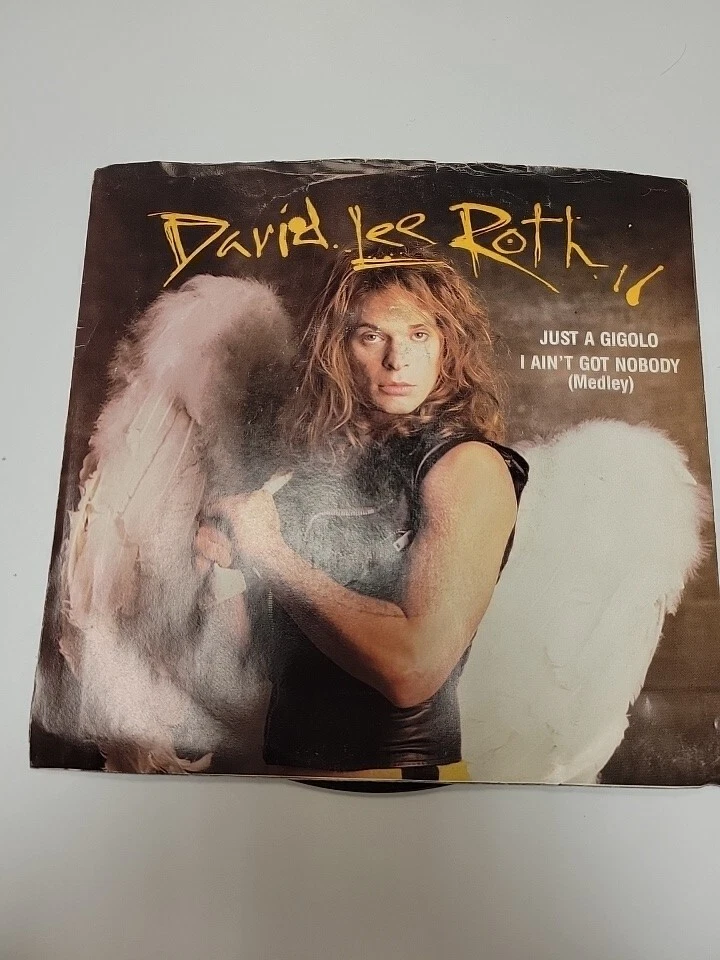 David Lee Roth
JUST A GIGOLO
I AIN'T GOT NOBODY
(Medley)